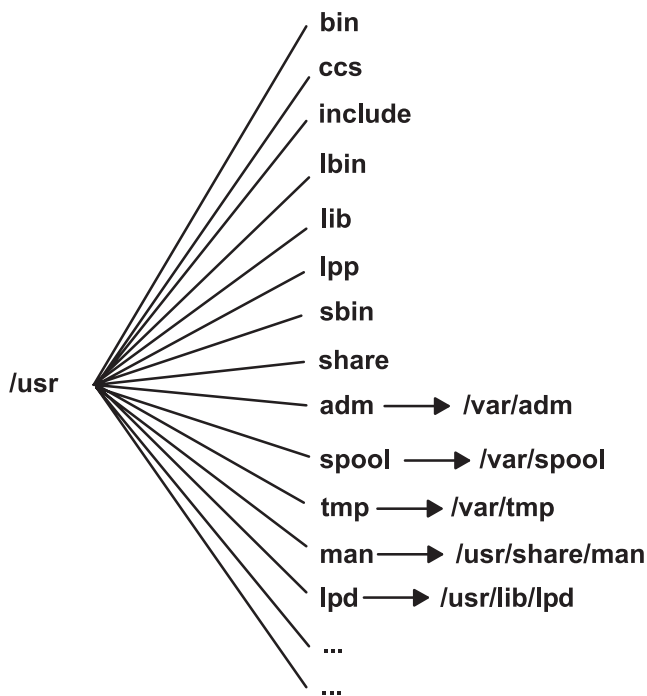 bin
ccs
include
lbin
lib
lpp
sbin
share
/usr
adm /var/adm
spool /var/spool
tmp /var/tmp
man /usr/share/man
lpd /usr/lib/lpd
...
...